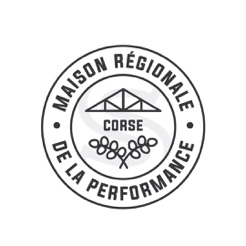 MAISON RÉGIONALE
CORSE
DE LA PERFORMANCE